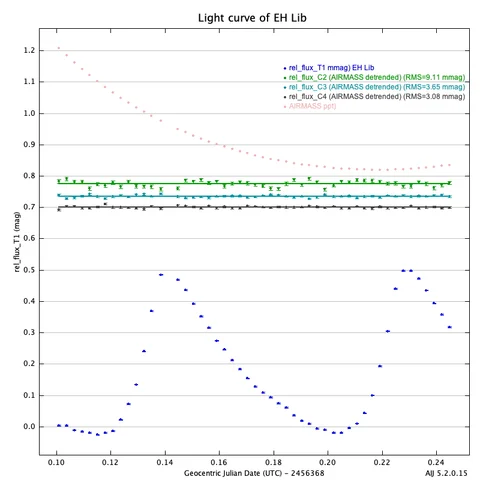 Light curve of EH Lib
rel_flux_T1 mmag) EH Lib
rel_flux_C2 (AIRMASS detrended) (RMS=9.11 mmag)
rel_flux_C3 (AIRMASS detrended) (RMS=3.65 mmag)
rel_flux_C4 (AIRMASS detrended) (RMS=3.08 mmag)
AIRMASS ppt)
rel_flux_T1 (mag)
1.2
1.1
1.0
0.9
0.8
0.7
0.6
0.5
0.4
0.3
0.2
0.1
0.0
0.10 0.12 0.14 0.16 0.18 0.20 0.22 0.24
Geocentric Julian Date (UTC) - 2456368
AIJ 5.2.0.15